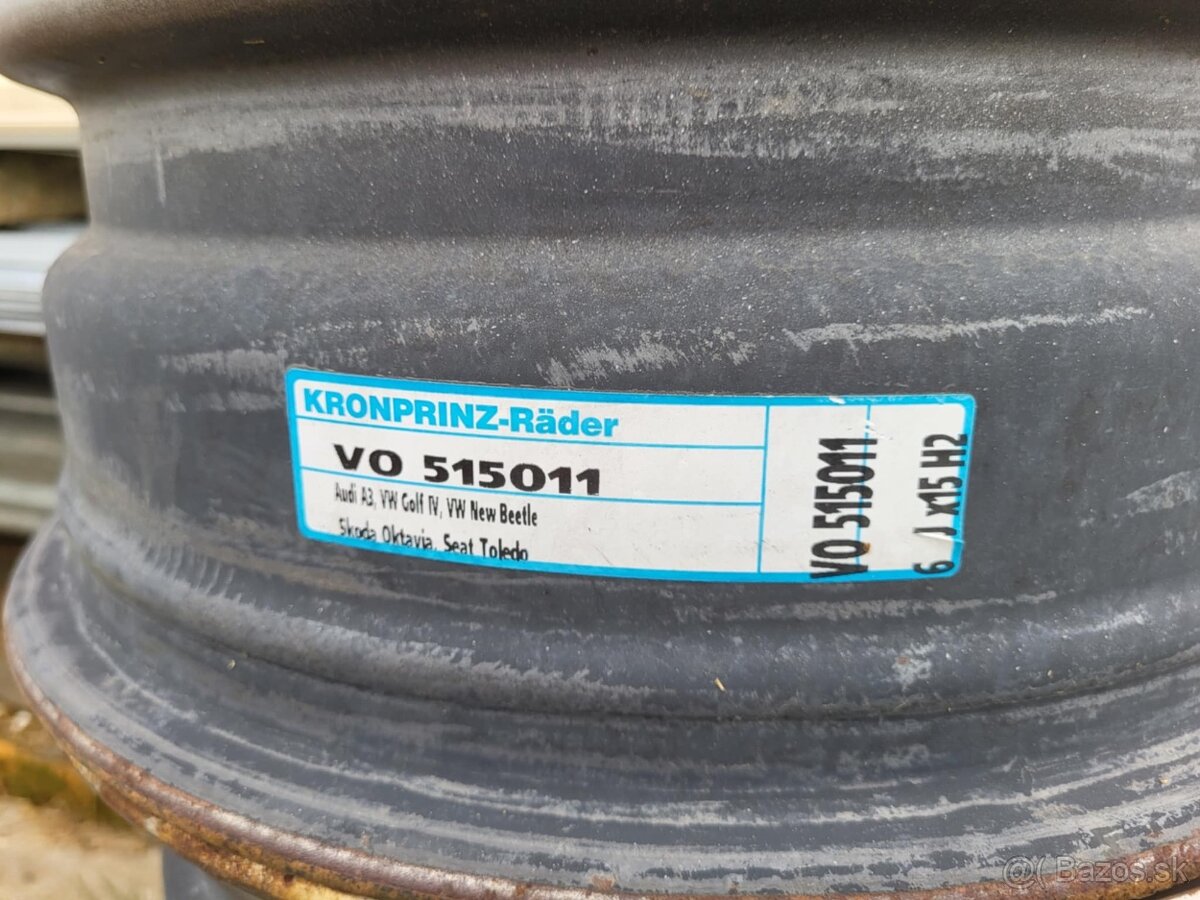 KRONPRINZ-Räder
VO 515011
Audi A3, VW Golf IV, VW New Beetle
Skoda Oktavia, Seat Toledo
VO 515011
6 J x15 H2
@( Bazos.sk